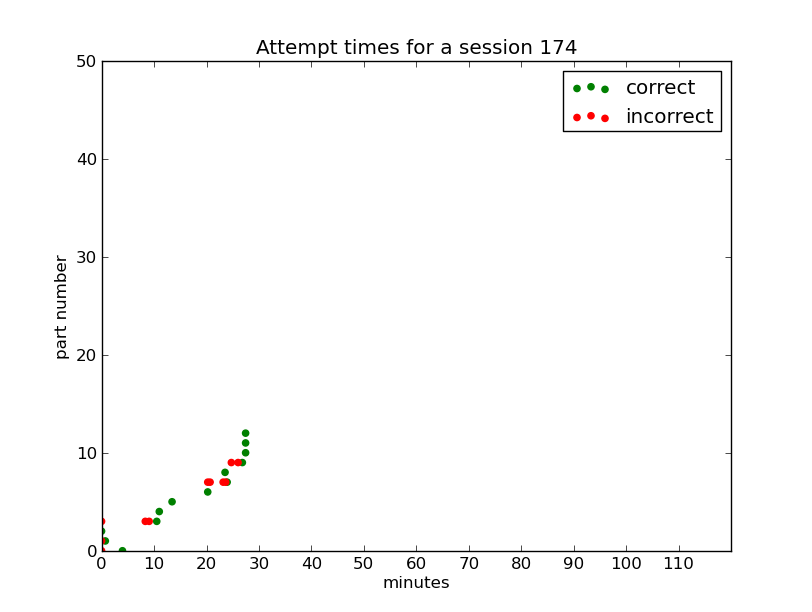 Attempt times for a session 174
correct
incorrect
50
40
30
20
10
0
part number
0 10 20 30 40 50 60 70 80 90 100 110
minutes